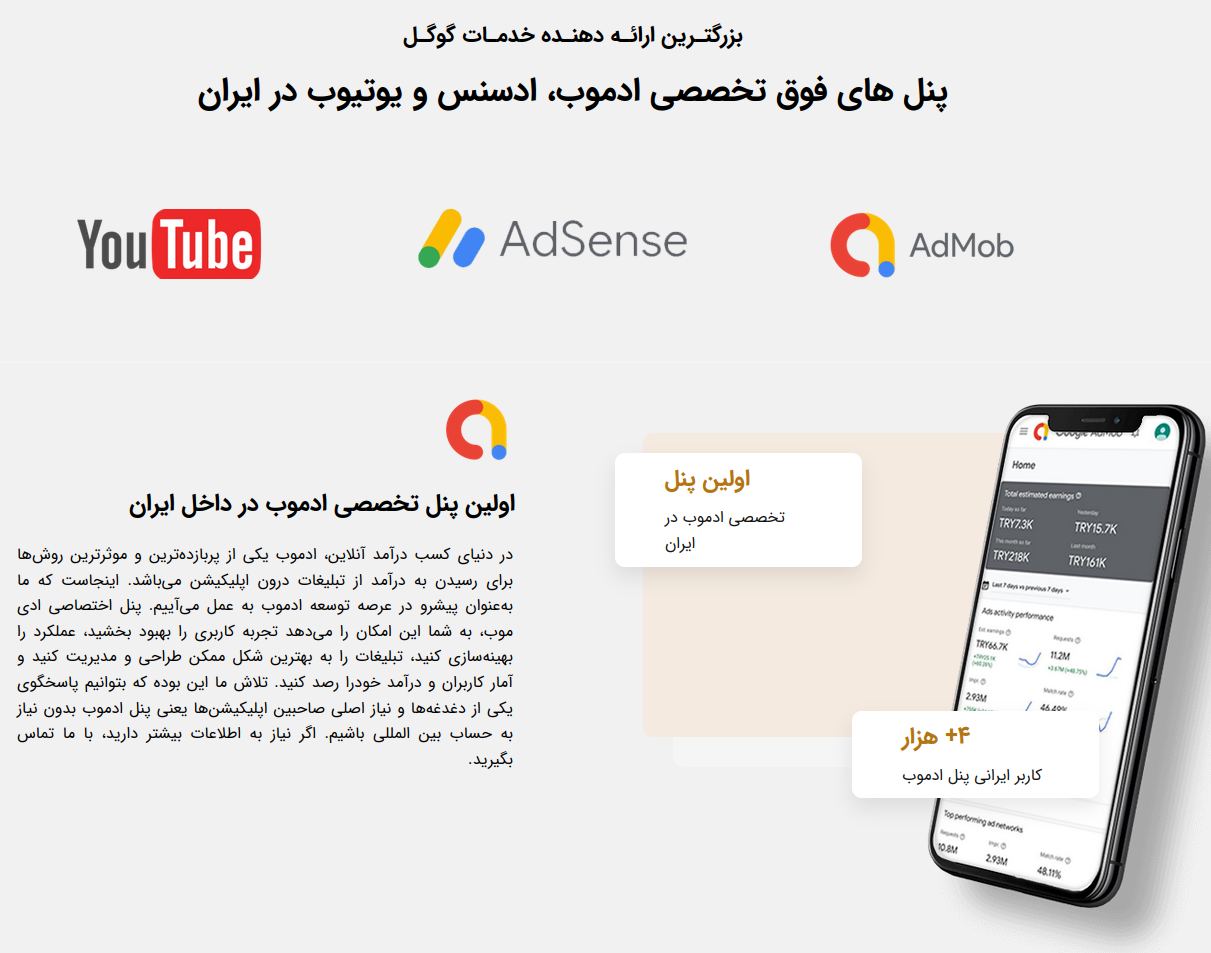 بزرگتـرین ارائـه دهنـده خدمـات گوگـل
پنل های فوق تخصصی ادموب، ادسنس و یوتیوب در ایران
AdMob
AdSense
YouTube
اولین پنل
تخصصی ادموب در
ایران
۴+ هزار
کاربر ایرانی پنل ادموب
Google AdMob
Home
Total estimated earnings
Today so far
Yesterday
TRY7.3K
TRY15.7K
This month so far
Last month
TRY218K
TRY161K
Last 7 days vs previous 7 days
Ads activity performance
Est. earnings
Requests
TRY66.7K
11.2M
+3.67M (+48.75%)
Impr.
Match rate
2.93M
46.49%
Top performing ad networks
Requests
Impr.
Match rate
10.8M
2.93M
48.11%
اولین پنل تخصصی ادموب در داخل ایران
در دنیای کسب درآمد آنلاین، ادموب یکی از پربازده‌ترین و موثرترین روش‌ها
برای رسیدن به درآمد از تبلیغات درون اپلیکیشن می‌باشد. اینجاست که ما
به‌عنوان پیشرو در عرصه توسعه ادموب به عمل می‌آییم. پنل اختصاصی ادی
موب، به شما این امکان را می‌دهد تجربه کاربری را بهبود بخشید، عملکرد را
بهینه‌سازی کنید، تبلیغات را به بهترین شکل ممکن طراحی و مدیریت کنید و
آمار کاربران و درآمد خودرا رصد کنید. تلاش ما این بوده که بتوانیم پاسخگوی
یکی از دغدغه‌ها و نیاز اصلی صاحبین اپلیکیشن‌ها یعنی پنل ادموب بدون نیاز
به حساب بین المللی باشیم. اگر نیاز به اطلاعات بیشتر دارید، با ما تماس
بگیرید.